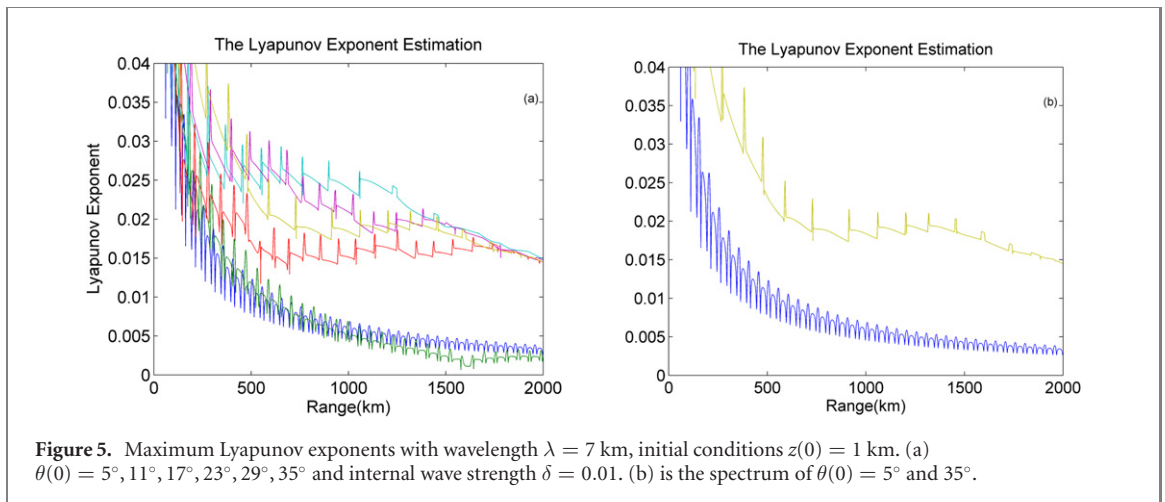 The Lyapunov Exponent Estimation
(a)
Lyapunov Exponent
0.04
0.035
0.03
0.025
0.02
0.015
0.01
0.005
0
0 500 1000 1500 2000
Range(km)
The Lyapunov Exponent Estimation
(b)
0.04
0.035
0.03
0.025
0.02
0.015
0.01
0.005
0
0 500 1000 1500 2000
Range(km)
Figure 5. Maximum Lyapunov exponents with wavelength λ = 7 km, initial conditions z(0) = 1 km. (a)
θ(0) = 5°, 11°, 17°, 23°, 29°, 35° and internal wave strength δ = 0.01. (b) is the spectrum of θ(0) = 5° and 35°.